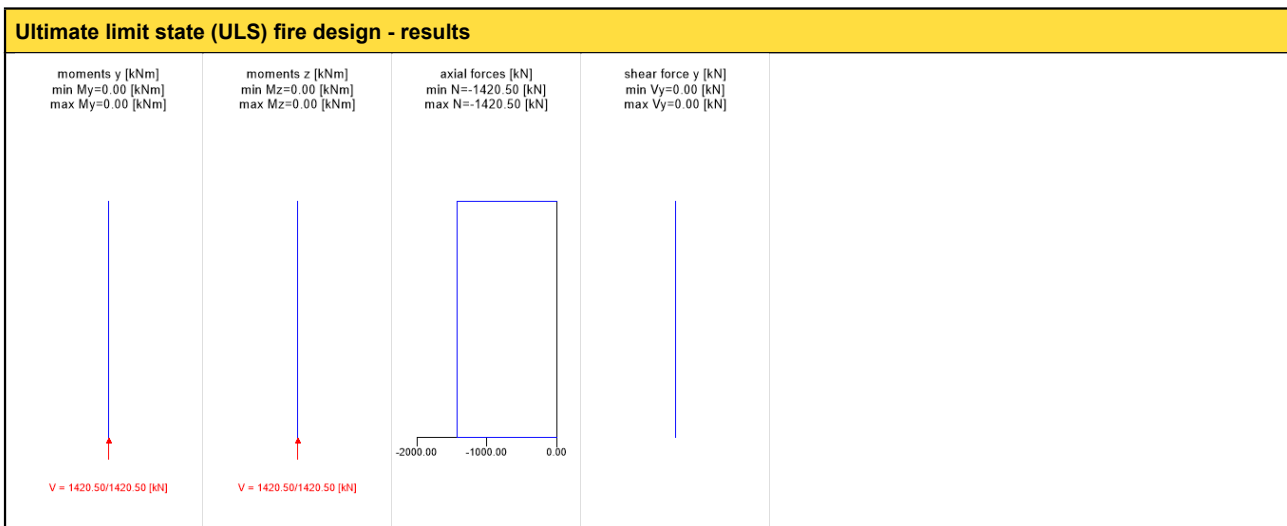 Ultimate limit state (ULS) fire design - results
moments y [kNm]
min My=0.00 [kNm]
max My=0.00 [kNm]
V = 1420.50/1420.50 [kN]
moments z [kNm]
min Mz=0.00 [kNm]
max Mz=0.00 [kNm]
V = 1420.50/1420.50 [kN]
axial forces [kN]
min N=-1420.50 [kN]
max N=-1420.50 [kN]
-2000.00 -1000.00 0.00
shear force y [kN]
min Vy=0.00 [kN]
max Vy=0.00 [kN]